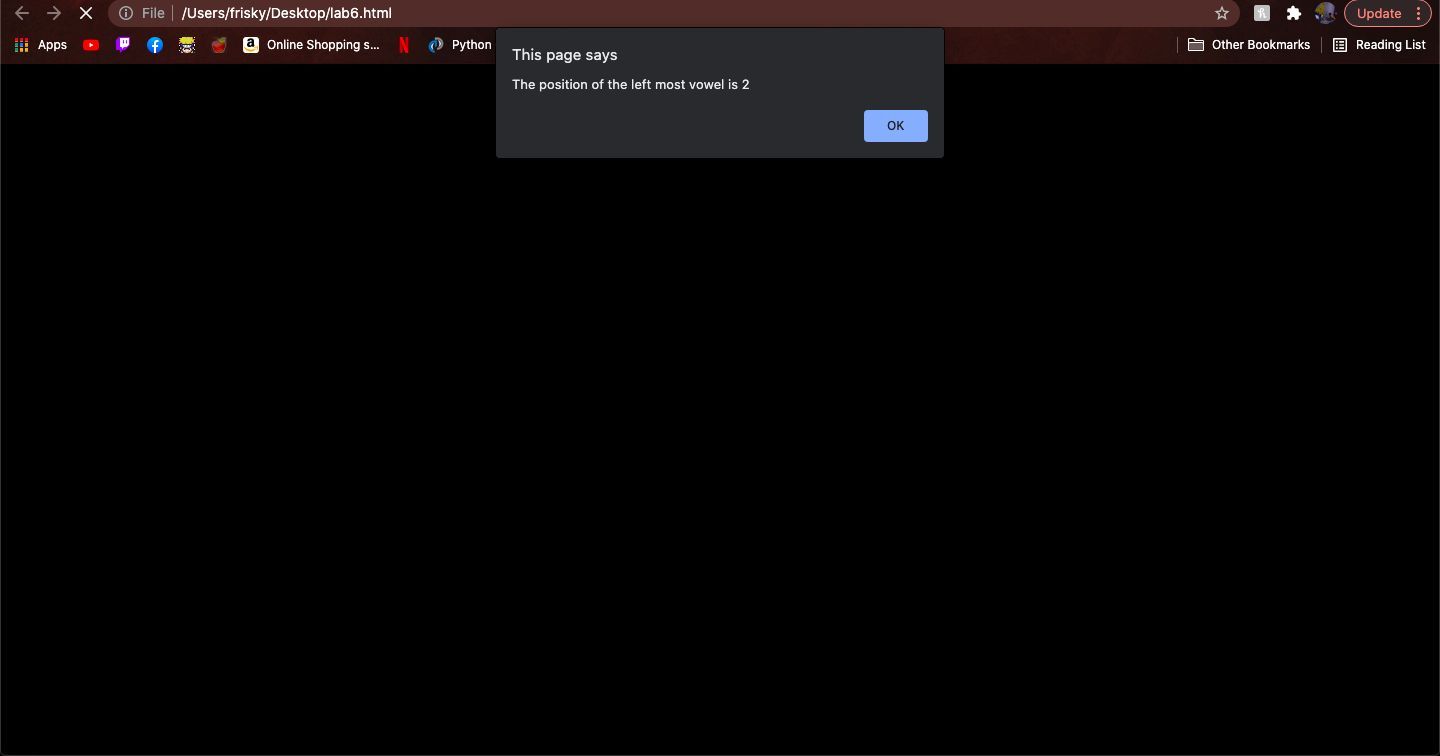 File /Users/frisky/Desktop/lab6.html Update
Apps Online Shopping s... Python Other Bookmarks Reading List
This page says
The position of the left most vowel is 2
OK